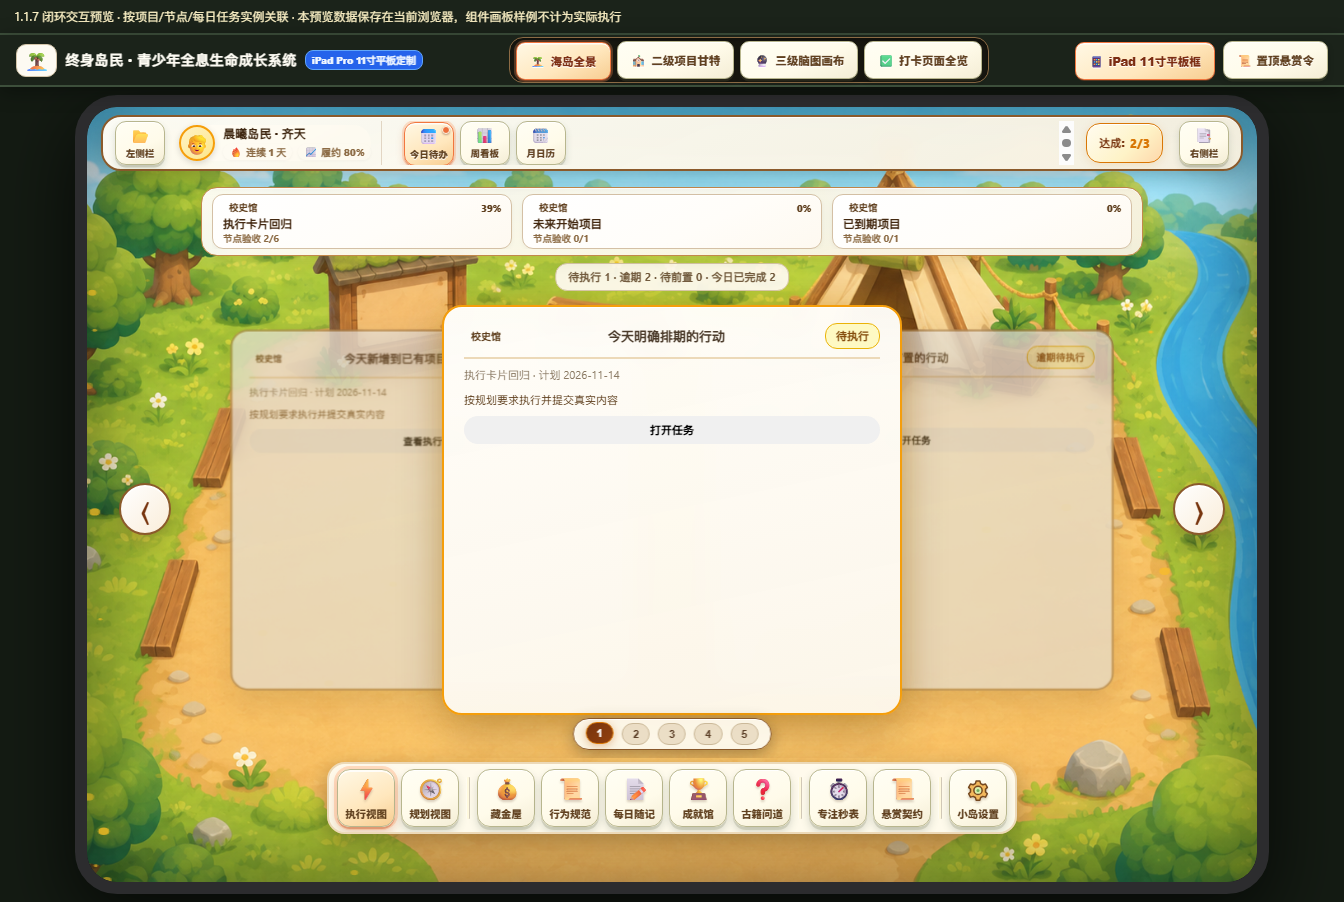 1.1.7 闭环交互预览 · 按项目/节点/每日任务实例关联 · 本预览数据保存在当前浏览器，组件画板样例不计为实际执行
终身岛民 · 青少年全息生命成长系统
iPad Pro 11寸平板定制
海岛全景
二级项目甘特
三级脑图画布
打卡页面全览
iPad 11寸平板框
置顶悬赏令
左侧栏
晨曦岛民 · 齐天
连续 1 天
履约 80%
今日待办
周看板
月日历
达成: 2/3
右侧栏
校史馆
39%
执行卡片回归
节点验收 2/6
校史馆
0%
未来开始项目
节点验收 0/1
校史馆
0%
已到期项目
节点验收 0/1
待执行 1 · 逾期 2 · 待前置 0 · 今日已完成 2
校史馆
今天新增到已有项目
执行卡片回归 · 计划 2026-11-14
按规划要求执行并提交真实内容
查看执行
校史馆
今天明确排期的行动
待执行
执行卡片回归 · 计划 2026-11-14
按规划要求执行并提交真实内容
打开任务
置的行动
逾期待执行
开任务
1
2
3
4
5
执行视图
规划视图
藏金屋
行为规范
每日随记
成就馆
古籍问道
专注秒表
悬赏契约
小岛设置